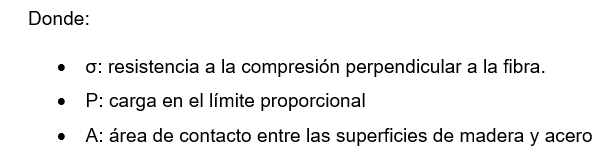 Donde:
• σ: resistencia a la compresión perpendicular a la fibra.
• P: carga en el límite proporcional
• A: área de contacto entre las superficies de madera y acero